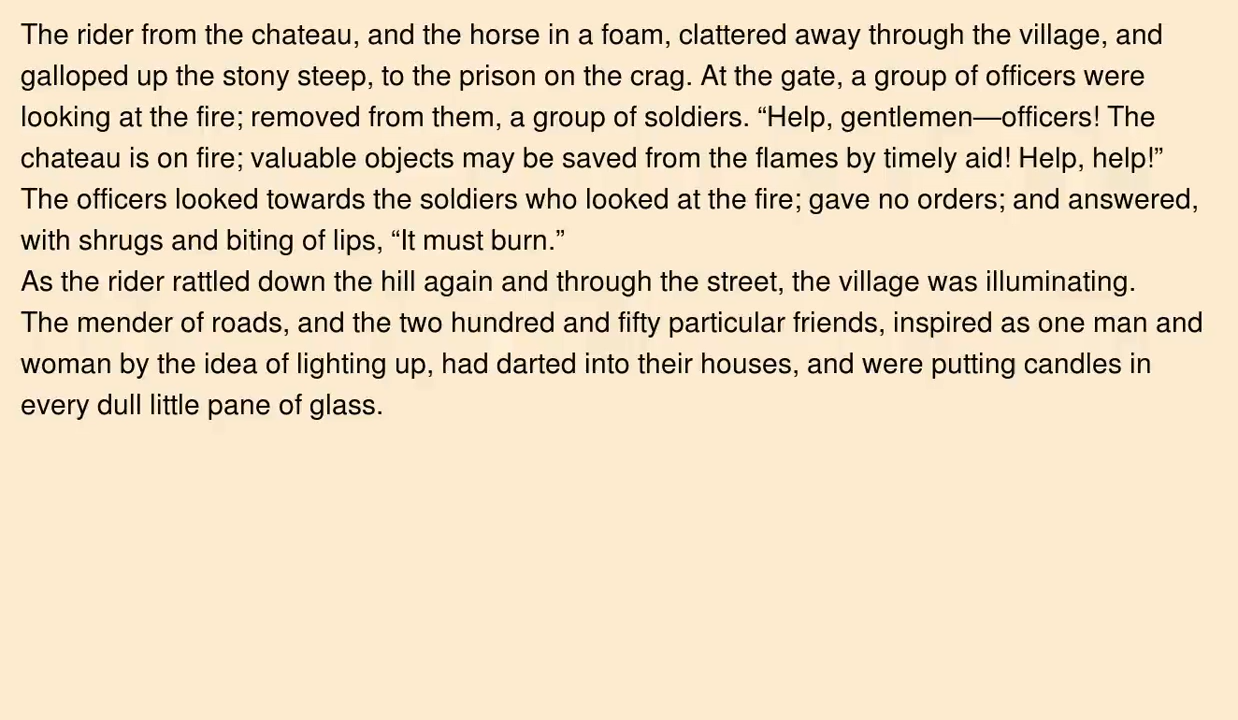 The rider from the chateau, and the horse in a foam, clattered away through the village, and
galloped up the stony steep, to the prison on the crag. At the gate, a group of officers were
looking at the fire; removed from them, a group of soldiers. “Help, gentlemen—officers! The
chateau is on fire; valuable objects may be saved from the flames by timely aid! Help, help!”
The officers looked towards the soldiers who looked at the fire; gave no orders; and answered,
with shrugs and biting of lips, “It must burn.”
As the rider rattled down the hill again and through the street, the village was illuminating.
The mender of roads, and the two hundred and fifty particular friends, inspired as one man and
woman by the idea of lighting up, had darted into their houses, and were putting candles in
every dull little pane of glass.